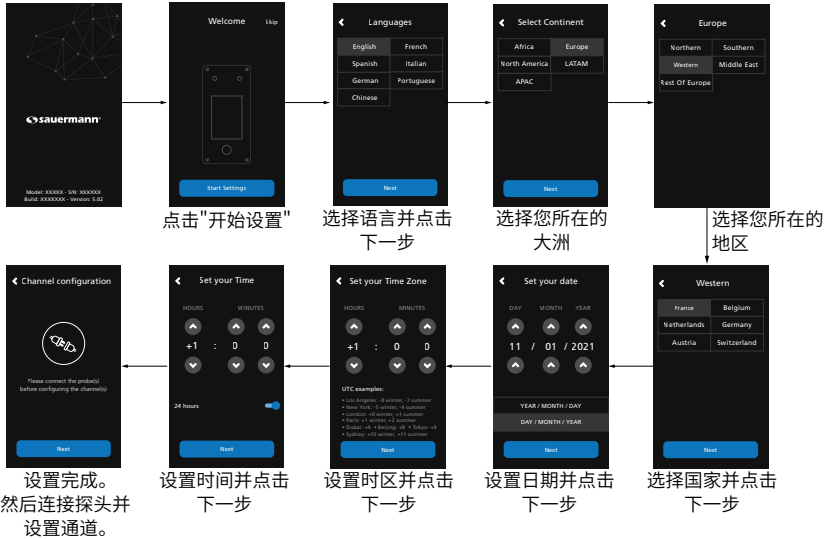 sauermann
Model: XXXXX - S/N: XXXXXX
Build: XXXXXXX - Version: 5.02
Welcome
Skip
Start Settings
点击"开始设置"
Languages
English French
Spanish Italian
German Portuguese
Chinese
Next
选择语言并点击
下一步
Select Continent
Africa Europe
North America LATAM
APAC
Next
选择您所在的
大洲
Europe
Northern Southern
Western Middle East
Rest Of Europe
选择您所在的
地区
Channel configuration
Please connect the probe(s)
before configuring the channel(s)
Next
设置完成。
然后连接探头并
设置通道。
Set your Time
HOURS MINUTES
+1 : 0 0
24 hours
Next
设置时间并点击
下一步
Set your Time Zone
HOURS MINUTES
+1 : 0 0
UTC examples:
• Los Angeles: -8 winter, -7 summer
• New York: -5 winter, -4 summer
• London: +0 winter, +1 summer
• Paris: +1 winter, +2 summer
• Dubai: +4 • Beijing: +8 • Tokyo: +9
• Sydney: +10 winter, +11 summer
Next
设置时区并点击
下一步
Set your date
DAY MONTH YEAR
11 / 01 / 2021
YEAR / MONTH / DAY
DAY / MONTH / YEAR
Next
设置日期并点击
下一步
Western
France Belgium
Netherlands Germany
Austria Switzerland
Next
选择国家并点击
下一步